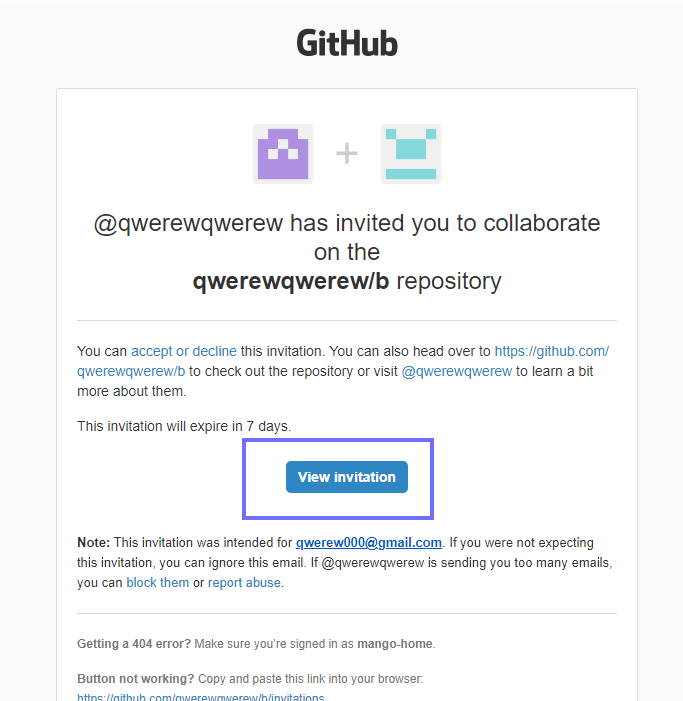 GitHub
+
@qwerewqwerew has invited you to collaborate
on the
qwerewqwerew/b repository
You can accept or decline this invitation. You can also head over to https://github.com/
qwerewqwerew/b to check out the repository or visit @qwerewqwerew to learn a bit
more about them.
This invitation will expire in 7 days.
View invitation
Note: This invitation was intended for qwerew000@gmail.com. If you were not expecting
this invitation, you can ignore this email. If @qwerewqwerew is sending you too many emails,
you can block them or report abuse.
Getting a 404 error? Make sure you're signed in as mango-home.
Button not working? Copy and paste this link into your browser:
https://github.com/qwerewqwerew/b/invitations